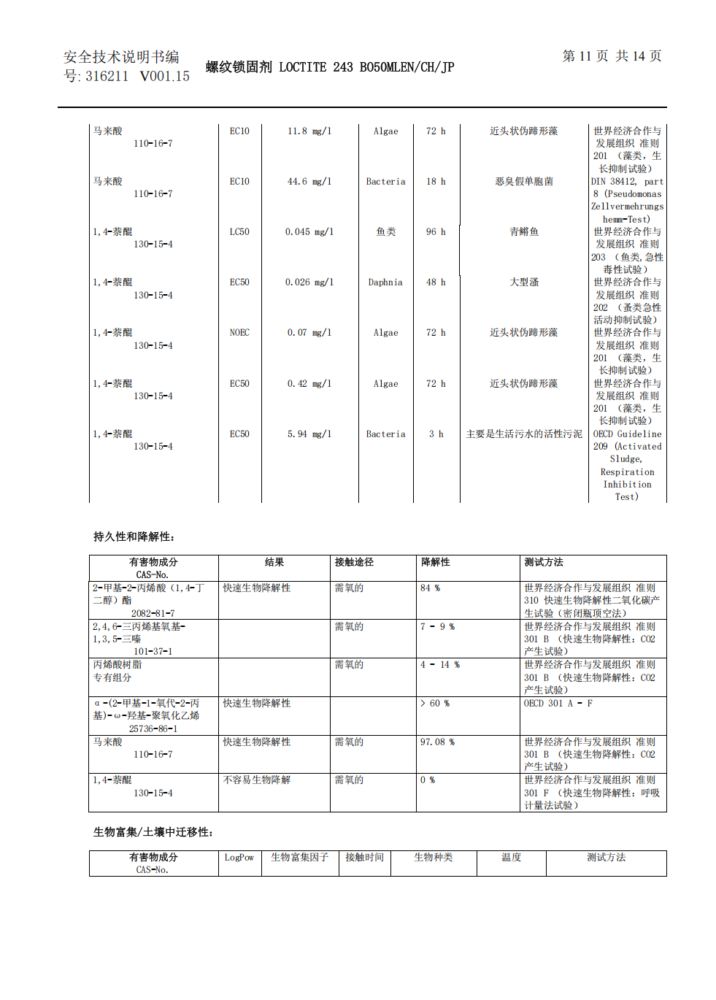 安全技术说明书编
号: 316211 V001.15
螺纹锁固剂 LOCTITE 243 BO50MLEN/CH/JP
第 11 页 共 14 页
马来酸 EC10 11.8 mg/l Algae 72 h 近头状伪蹄形藻 世界经济合作与
110-16-7 发展组织 准则
201 （藻类，生
长抑制试验）
马来酸 EC10 44.6 mg/l Bacteria 18 h 恶臭假单胞菌 DIN 38412, part
110-16-7 8 (Pseudomonas
Zellvermehrungs
hemm-Test)
1,4-萘醌 LC50 0.045 mg/l 鱼类 96 h 青鳉鱼 世界经济合作与
130-15-4 发展组织 准则
203 （鱼类,急性
毒性试验）
1,4-萘醌 EC50 0.026 mg/l Daphnia 48 h 大型溞 世界经济合作与
130-15-4 发展组织 准则
202 （蚤类急性
活动抑制试验）
1,4-萘醌 NOEC 0.07 mg/l Algae 72 h 近头状伪蹄形藻 世界经济合作与
130-15-4 发展组织 准则
201 （藻类，生
长抑制试验）
1,4-萘醌 EC50 0.42 mg/l Algae 72 h 近头状伪蹄形藻 世界经济合作与
130-15-4 发展组织 准则
201 （藻类，生
长抑制试验）
1,4-萘醌 EC50 5.94 mg/l Bacteria 3 h 主要是生活污水的活性污泥 OECD Guideline
130-15-4 209 (Activated
Sludge,
Respiration
Inhibition
Test)
持久性和降解性：
有害物成分 结果 接触途径 降解性 测试方法
CAS-No.
2-甲基-2-丙烯酸（1,4-丁 快速生物降解性 需氧的 84 % 世界经济合作与发展组织 准则
二醇）酯 310 快速生物降解性二氧化碳产
2082-81-7 生试验（密闭瓶顶空法）
2,4,6-三丙烯基氧基- 需氧的 7 - 9 % 世界经济合作与发展组织 准则
1,3,5-三嗪 301 B （快速生物降解性：CO2
101-37-1 产生试验）
丙烯酸树脂 需氧的 4 - 14 % 世界经济合作与发展组织 准则
专有组分 301 B （快速生物降解性：CO2
产生试验）
α-(2-甲基-1-氧代-2-丙 快速生物降解性 > 60 % OECD 301 A - F
基)-ω-羟基-聚氧化乙烯
25736-86-1
马来酸 快速生物降解性 需氧的 97.08 % 世界经济合作与发展组织 准则
110-16-7 301 B （快速生物降解性：CO2
产生试验）
1,4-萘醌 不容易生物降解 需氧的 0 % 世界经济合作与发展组织 准则
130-15-4 301 F （快速生物降解性：呼吸
计量法试验）
生物富集/土壤中迁移性：
有害物成分 LogPow 生物富集因子 接触时间 生物种类 温度 测试方法
CAS-No.